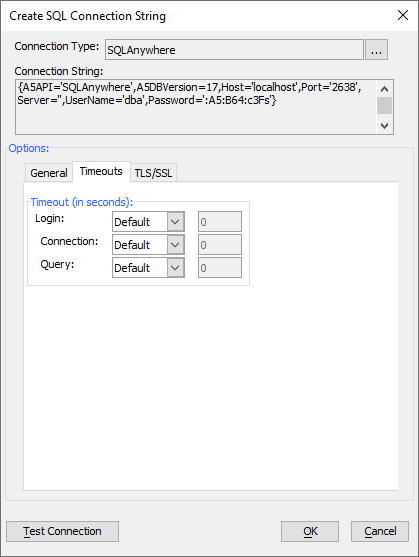 Create SQL Connection String
Connection Type: SQLAnywhere ...
Connection String:
{A5API='SQLAnywhere',A5DBVersion=17,Host='localhost',Port='2638',
Server='',UserName='dba',Password=':A5:B64:c3Fs'}
Options:
General Timeouts TLS/SSL
Timeout (in seconds):
Login: Default 0
Connection: Default 0
Query: Default 0
Test Connection OK Cancel